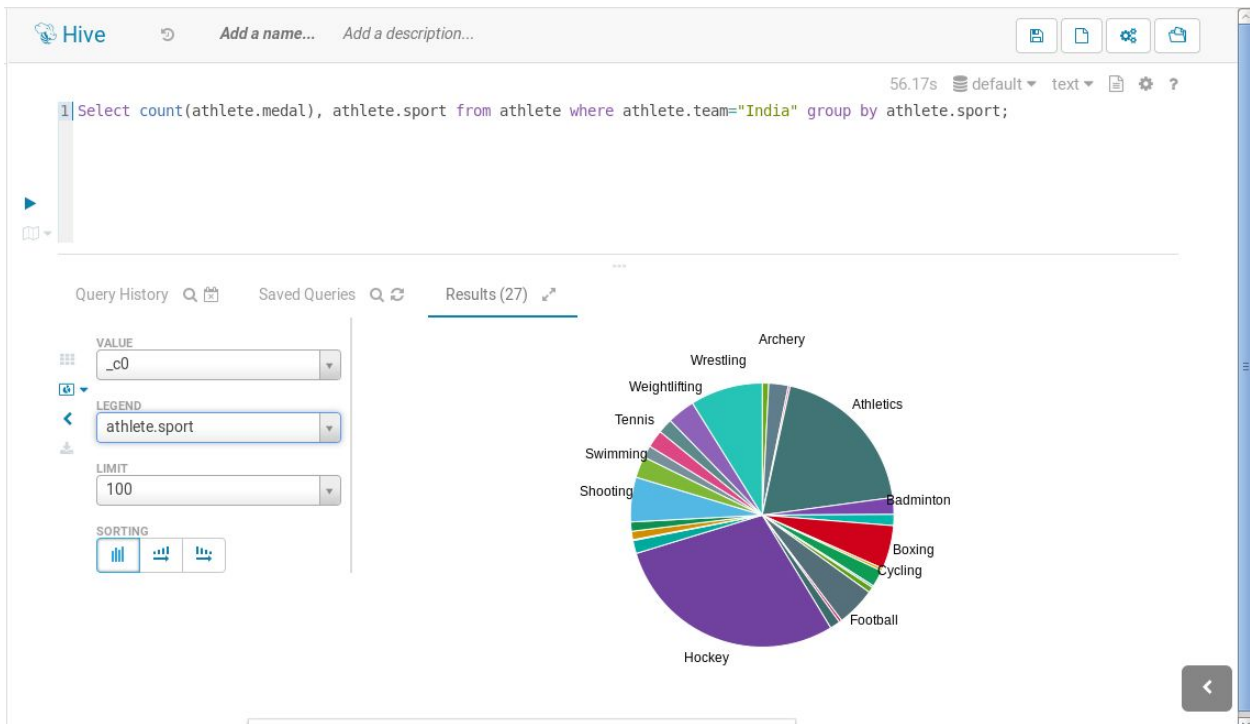 Hive Add a name... Add a description...
56.17s default text ?
1 Select count(athlete.medal), athlete.sport from athlete where athlete.team="India" group by athlete.sport;
Query History Saved Queries Results (27)
VALUE
_c0
LEGEND
athlete.sport
LIMIT
100
SORTING
Archery
Wrestling
Weightlifting
Athletics
Tennis
Swimming
Shooting
Badminton
Boxing
Cycling
Football
Hockey